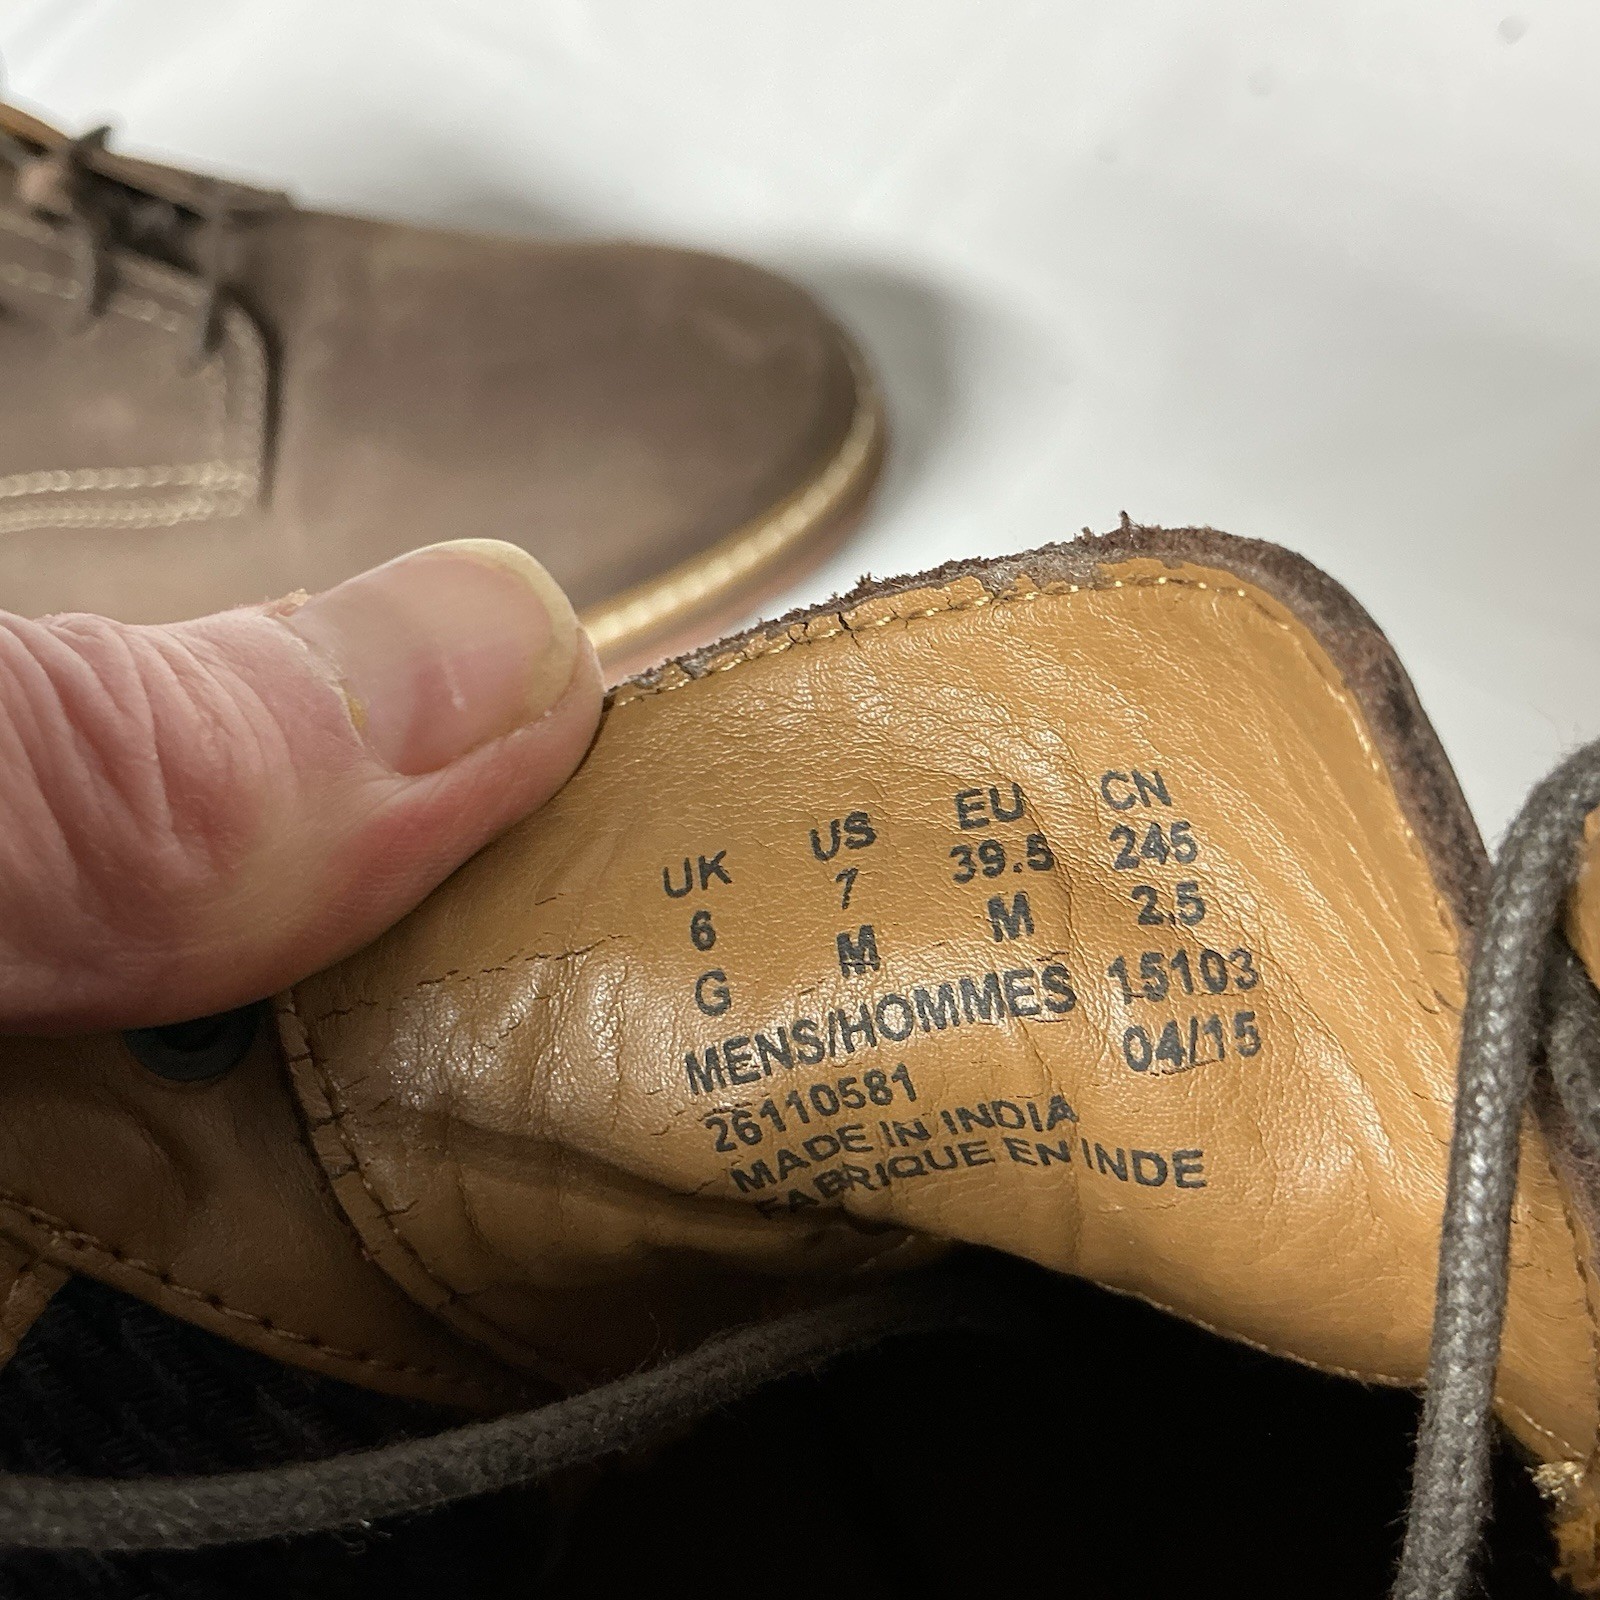 UK US EU CN
6 7 39.5 245
G M M 2.5
MENS/HOMMES 15103
26110581 04/15
MADE IN INDIA
FABRIQUE EN INDE